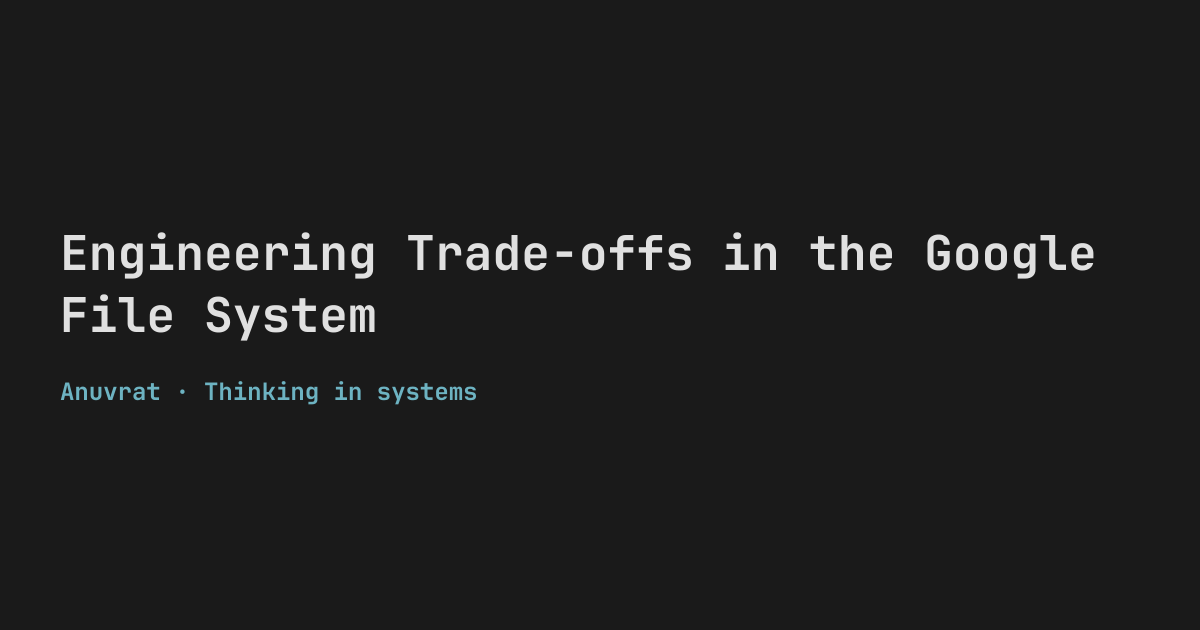 Engineering Trade-offs in the Google
File System
Anuvrat · Thinking in systems